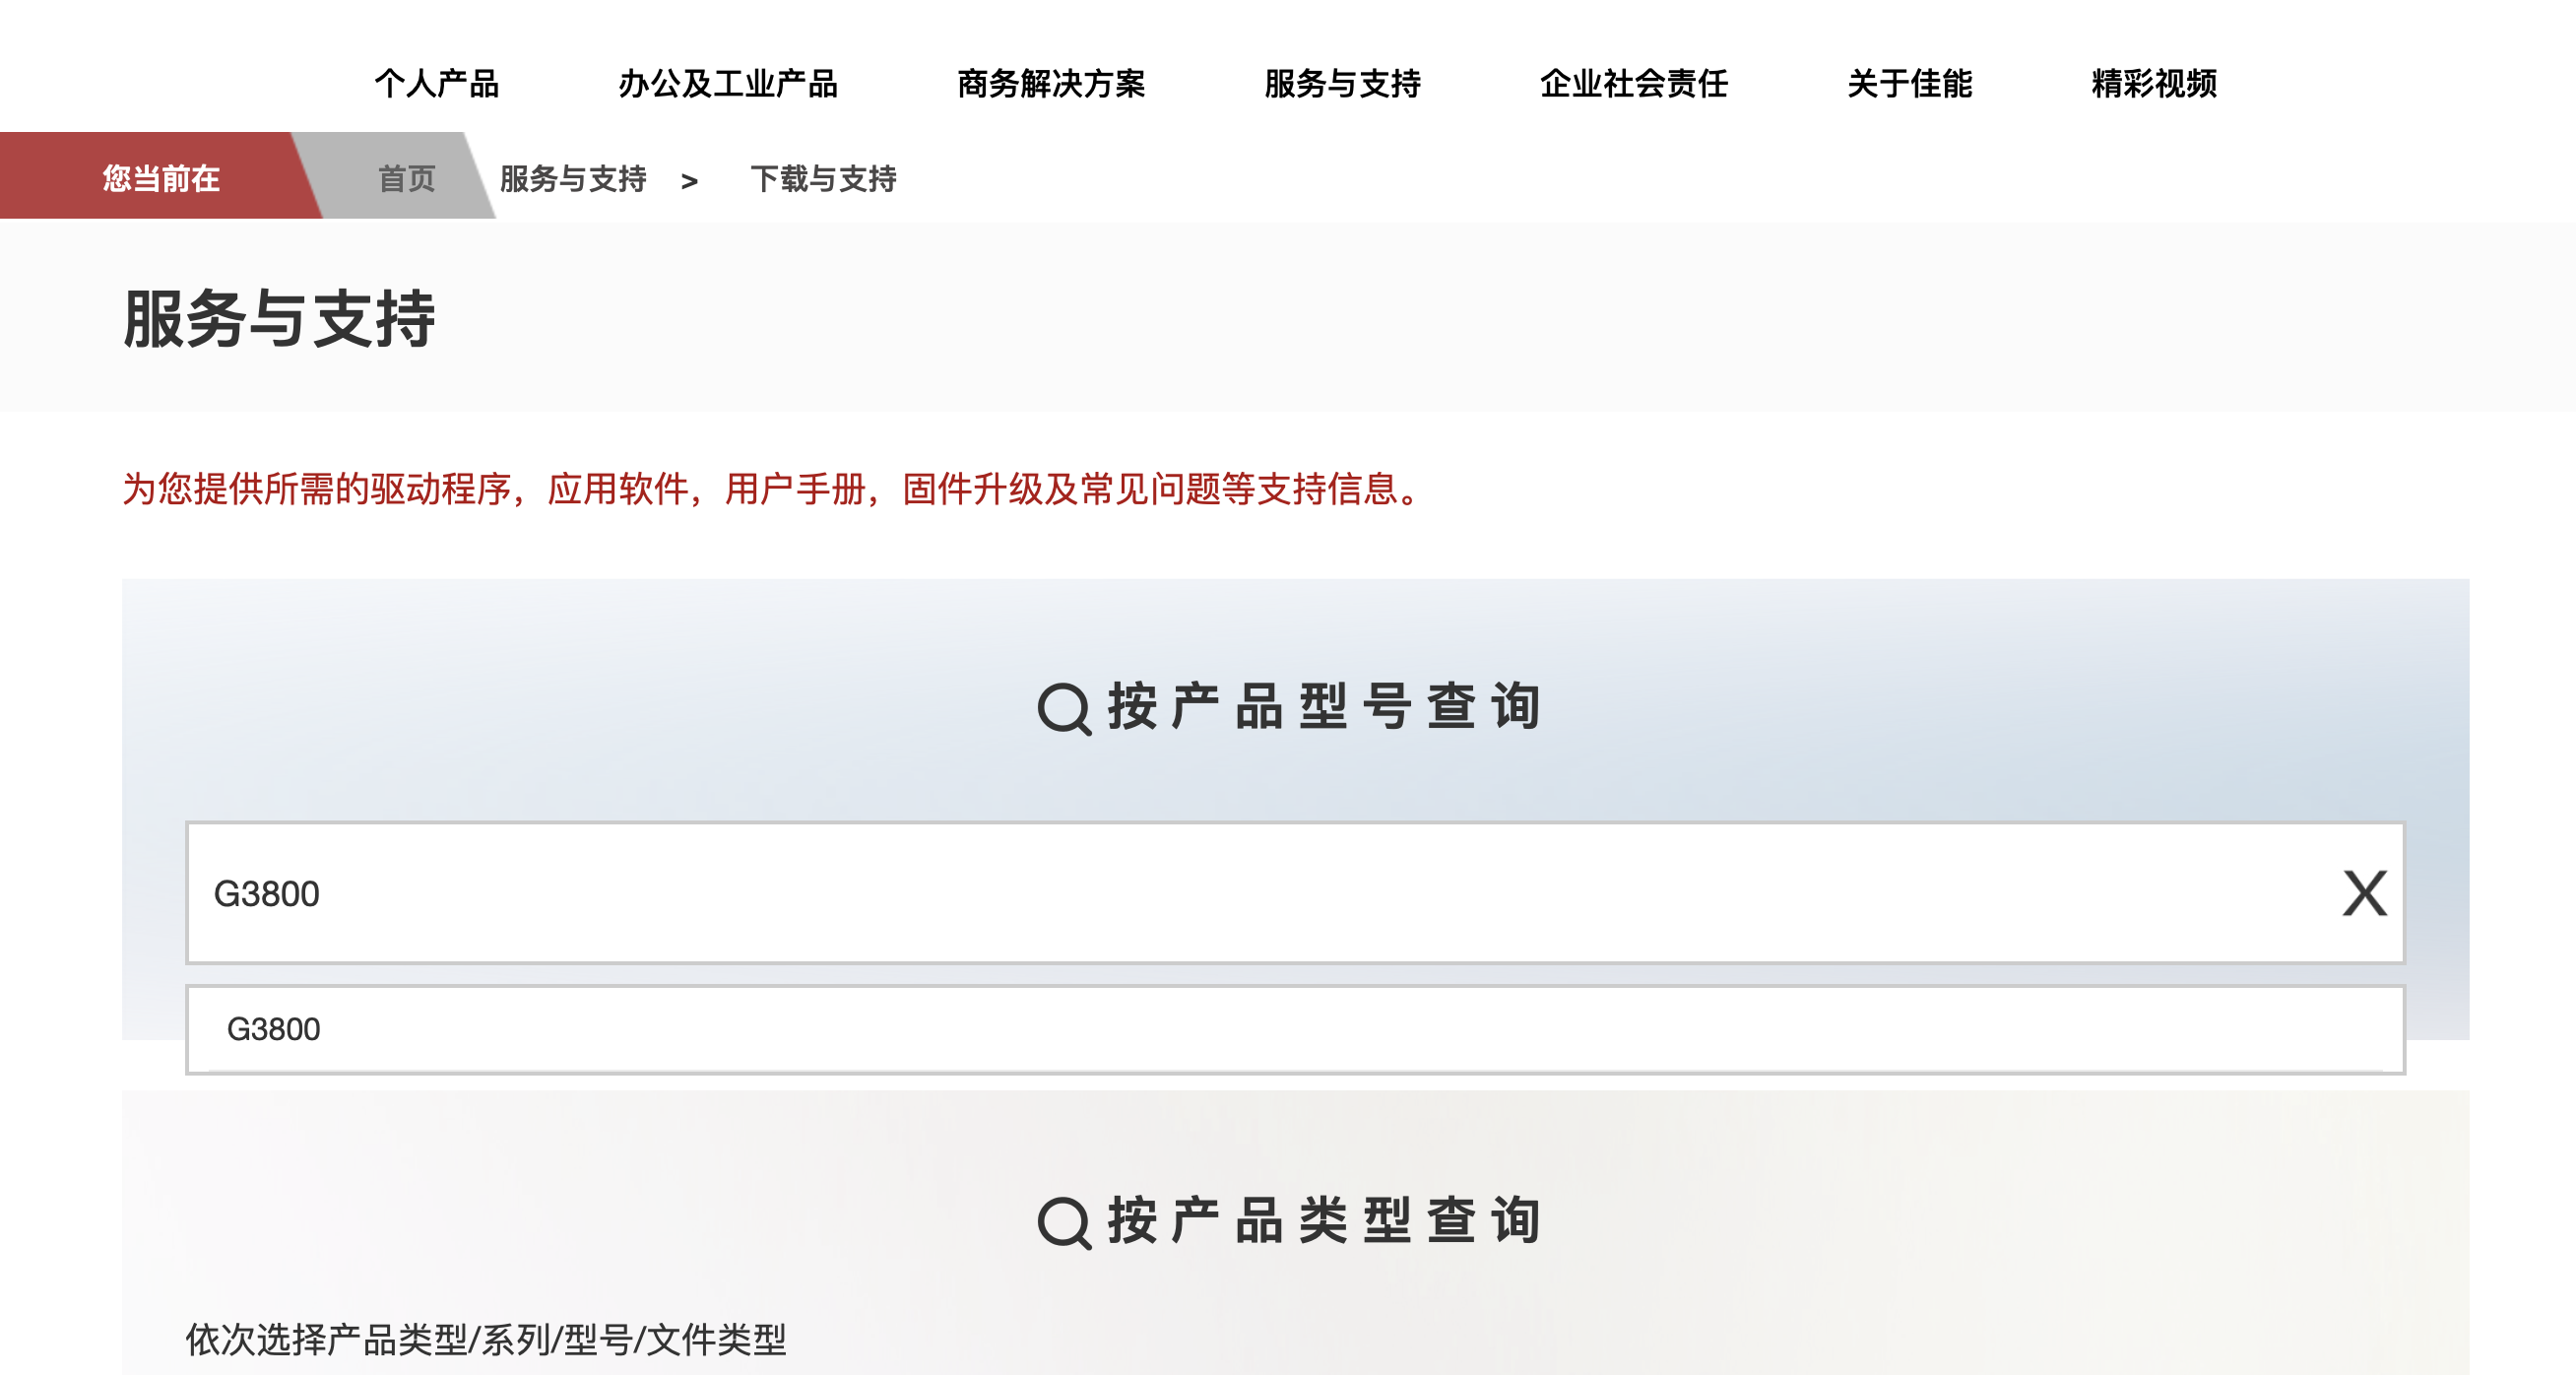 个人产品 办公及工业产品 商务解决方案 服务与支持 企业社会责任 关于佳能 精彩视频
您当前在 首页 服务与支持 > 下载与支持
服务与支持
为您提供所需的驱动程序，应用软件，用户手册，固件升级及常见问题等支持信息。
按产品型号查询
G3800 X
G3800
按产品类型查询
依次选择产品类型/系列/型号/文件类型